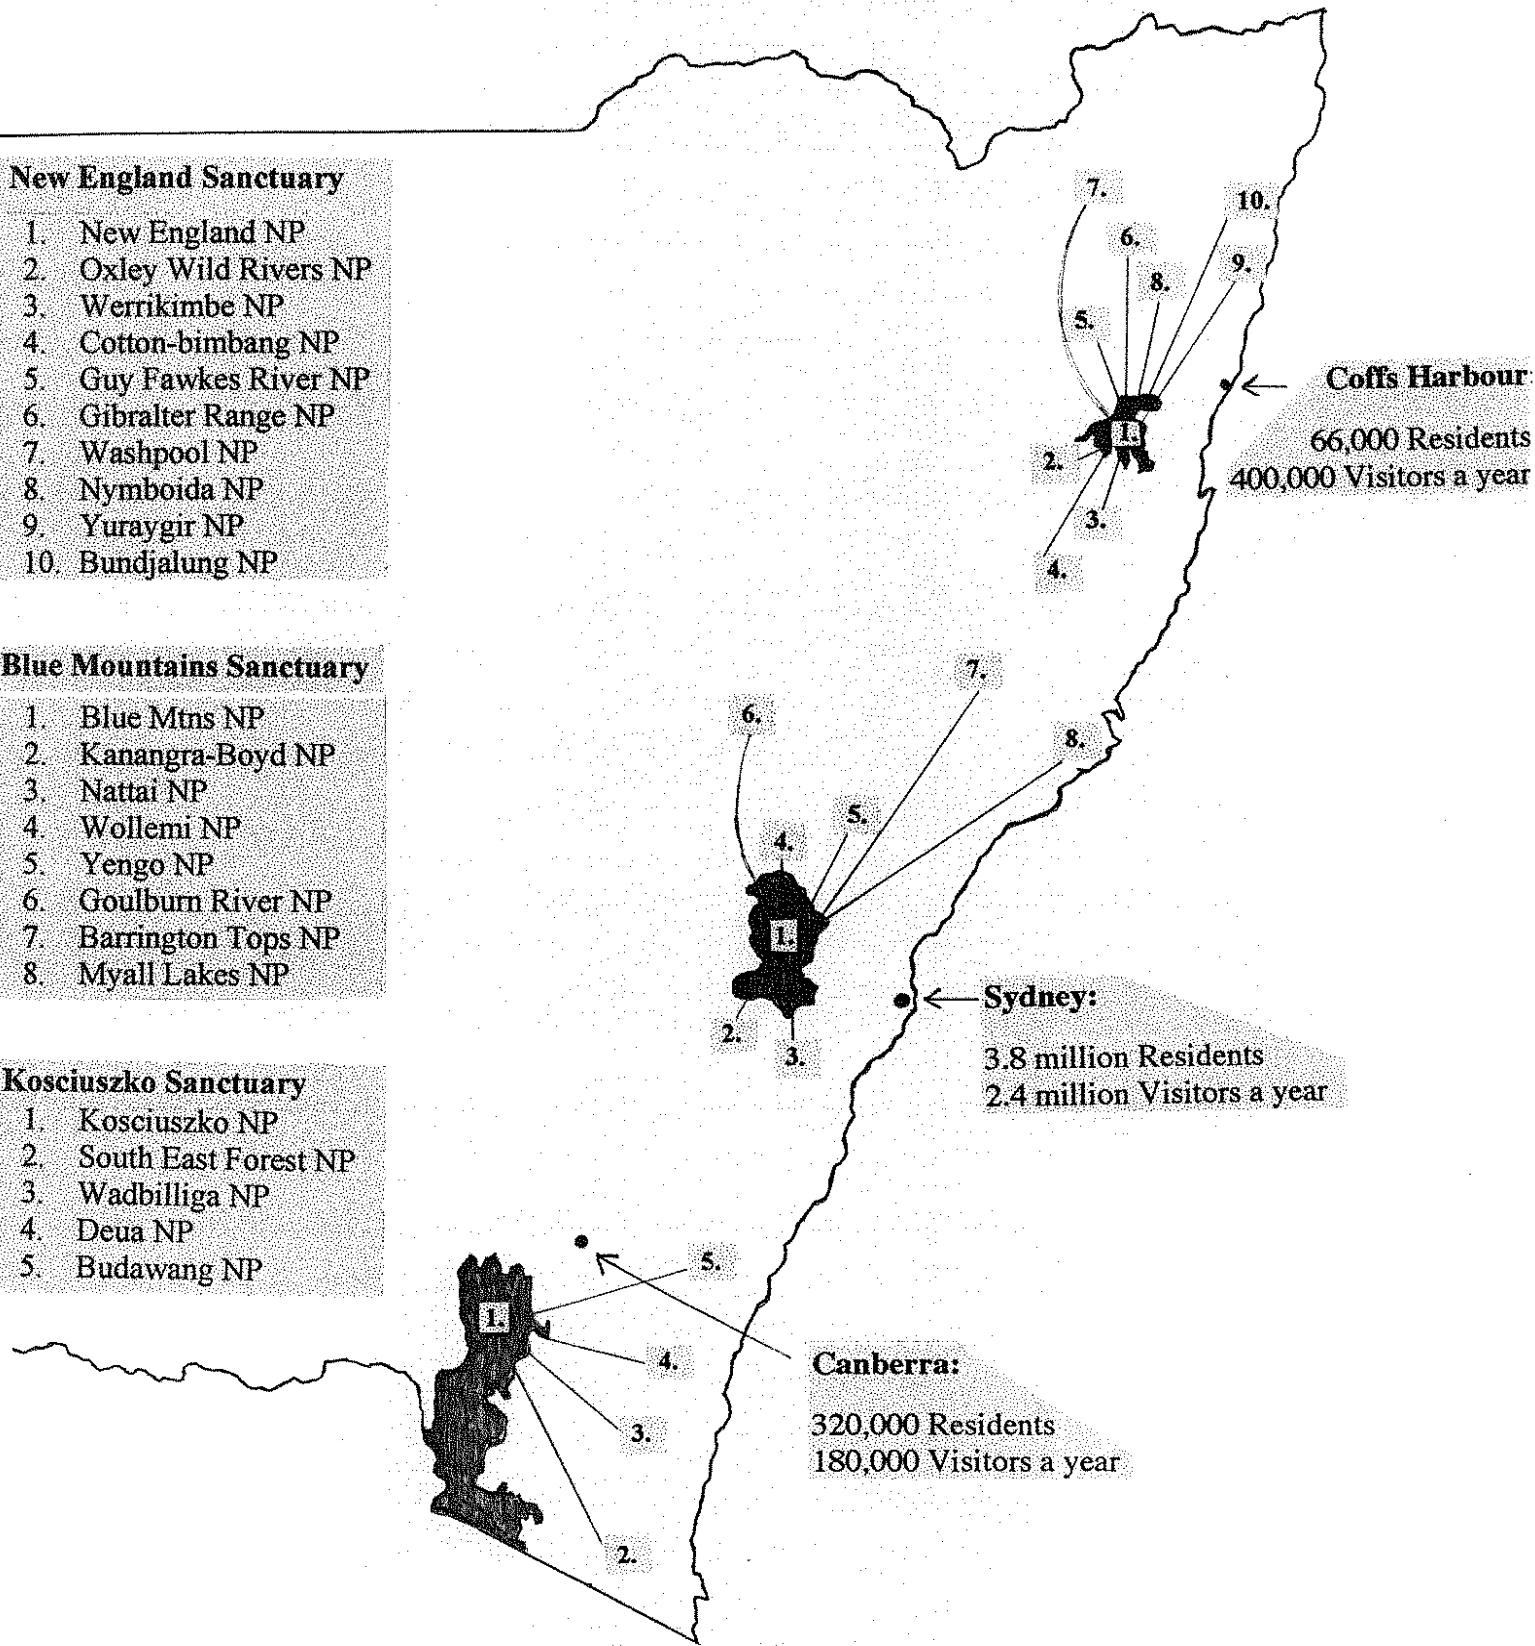 New England Sanctuary
1. New England NP
2. Oxley Wild Rivers NP
3. Werrikimbe NP
4. Cotton-bimbang NP
5. Guy Fawkes River NP
6. Gibralter Range NP
7. Washpool NP
8. Nymboida NP
9. Yuraygir NP
10. Bundjalung NP
Blue Mountains Sanctuary
1. Blue Mtns NP
2. Kanangra-Boyd NP
3. Nattai NP
4. Wollemi NP
5. Yengo NP
6. Goulburn River NP
7. Barrington Tops NP
8. Myall Lakes NP
Kosciuszko Sanctuary
1. Kosciuszko NP
2. South East Forest NP
3. Wadbilliga NP
4. Deua NP
5. Budawang NP
7.
10.
6.
9.
8.
5.
1.
2.
3.
4.
Coffs Harbour:
66,000 Residents
400,000 Visitors a year
7.
6.
8.
5.
4.
1.
2.
3.
Sydney:
3.8 million Residents
2.4 million Visitors a year
5.
1.
4.
3.
2.
Canberra:
320,000 Residents
180,000 Visitors a year